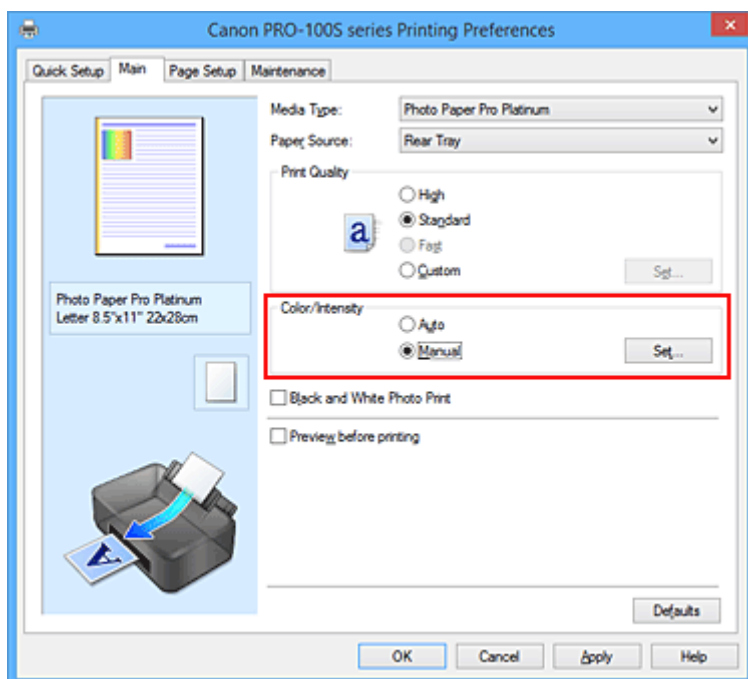 Canon PRO-100S series Printing Preferences
Quick Setup Main Page Setup Maintenance
Media Type: Photo Paper Pro Platinum
Paper Source: Rear Tray
Print Quality
High
a Standard
Fast
Custom Set...
Photo Paper Pro Platinum
Letter 8.5"x11" 22x28cm
Color/Intensity
Auto
Manual Set...
Black and White Photo Print
Preview before printing
A
Defaults
OK Cancel Apply Help